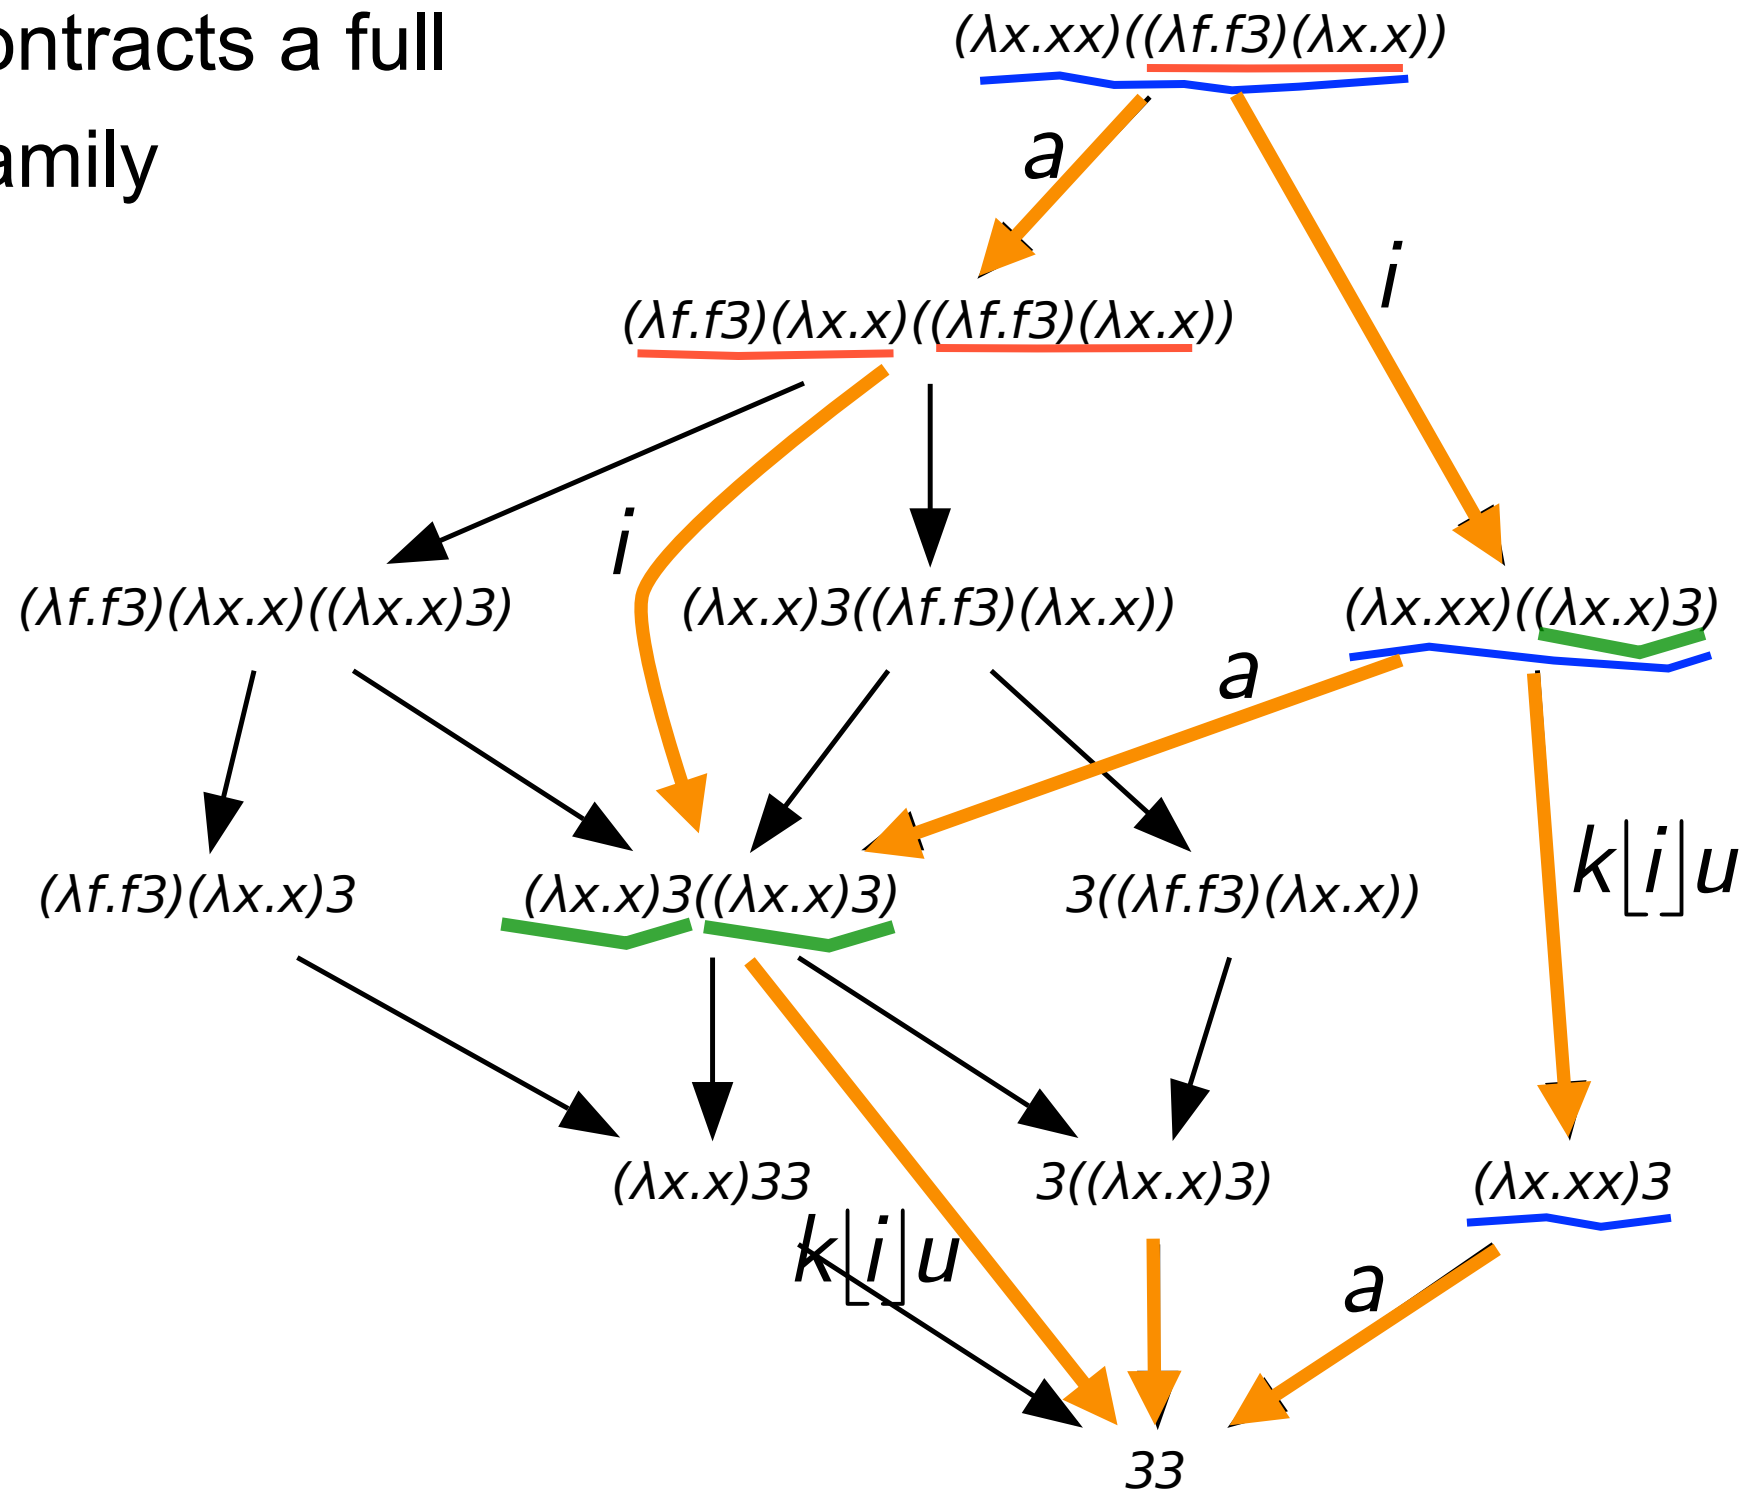 ontracts a full
amily
(λx.xx)((λf.f3)(λx.x))
a
i
(λf.f3)(λx.x)((λf.f3)(λx.x))
i
(λf.f3)(λx.x)((λx.x)3)
(λx.x)3((λf.f3)(λx.x))
(λx.xx)((λx.x)3)
a
k⌊i⌋u
(λf.f3)(λx.x)3
(λx.x)3((λx.x)3)
3((λf.f3)(λx.x))
(λx.x)33
3((λx.x)3)
(λx.xx)3
k⌊i⌋u
a
33